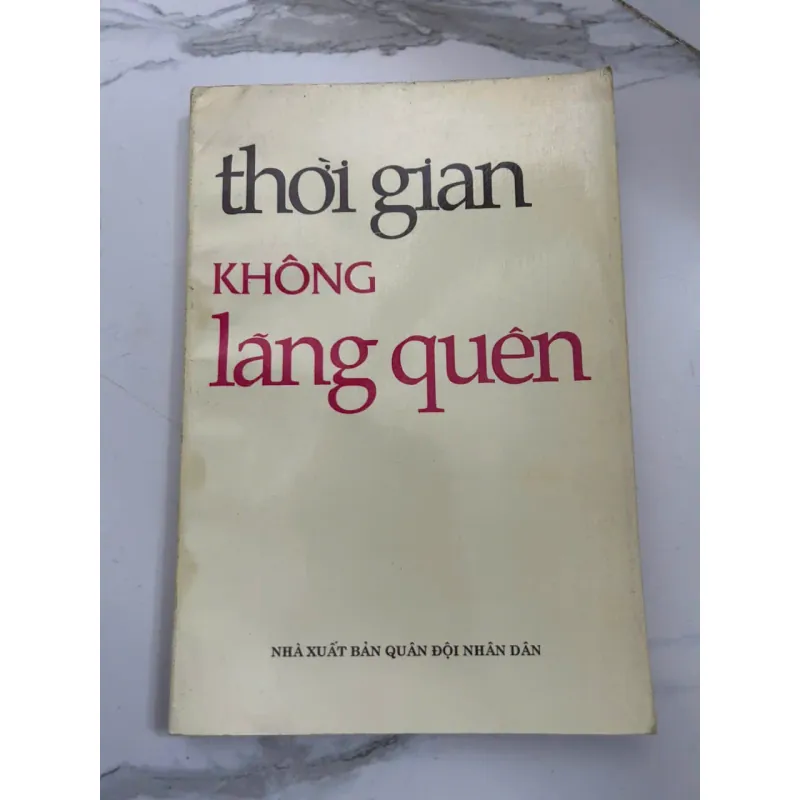 thời gian
KHÔNG
lãng quên
NHÀ XUẤT BẢN QUÂN ĐỘI NHÂN DÂN